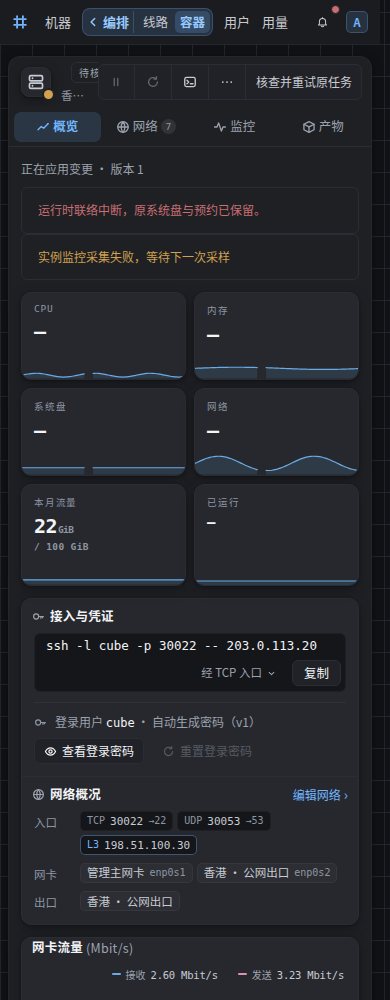 机器 编排 线路 容器 用户 用量 A
待核
香… 核查并重试原任务
概览 网络 7 监控 产物
正在应用变更 · 版本 1
运行时联络中断，原系统盘与预约已保留。
实例监控采集失败，等待下一次采样
CPU 内存
— —
系统盘 网络
— —
本月流量 已运行
22 GiB —
/ 100 GiB
接入与凭证
ssh -l cube -p 30022 -- 203.0.113.20
经 TCP 入口 复制
登录用户 cube · 自动生成密码（v1）
查看登录密码 重置登录密码
网络概况 编辑网络 ›
入口 TCP 30022 →22 UDP 30053 →53
L3 198.51.100.30
网卡 管理主网卡 enp0s1 香港 · 公网出口 enp0s2
出口 香港 · 公网出口
网卡流量 (Mbit/s)
接收 2.60 Mbit/s 发送 3.23 Mbit/s